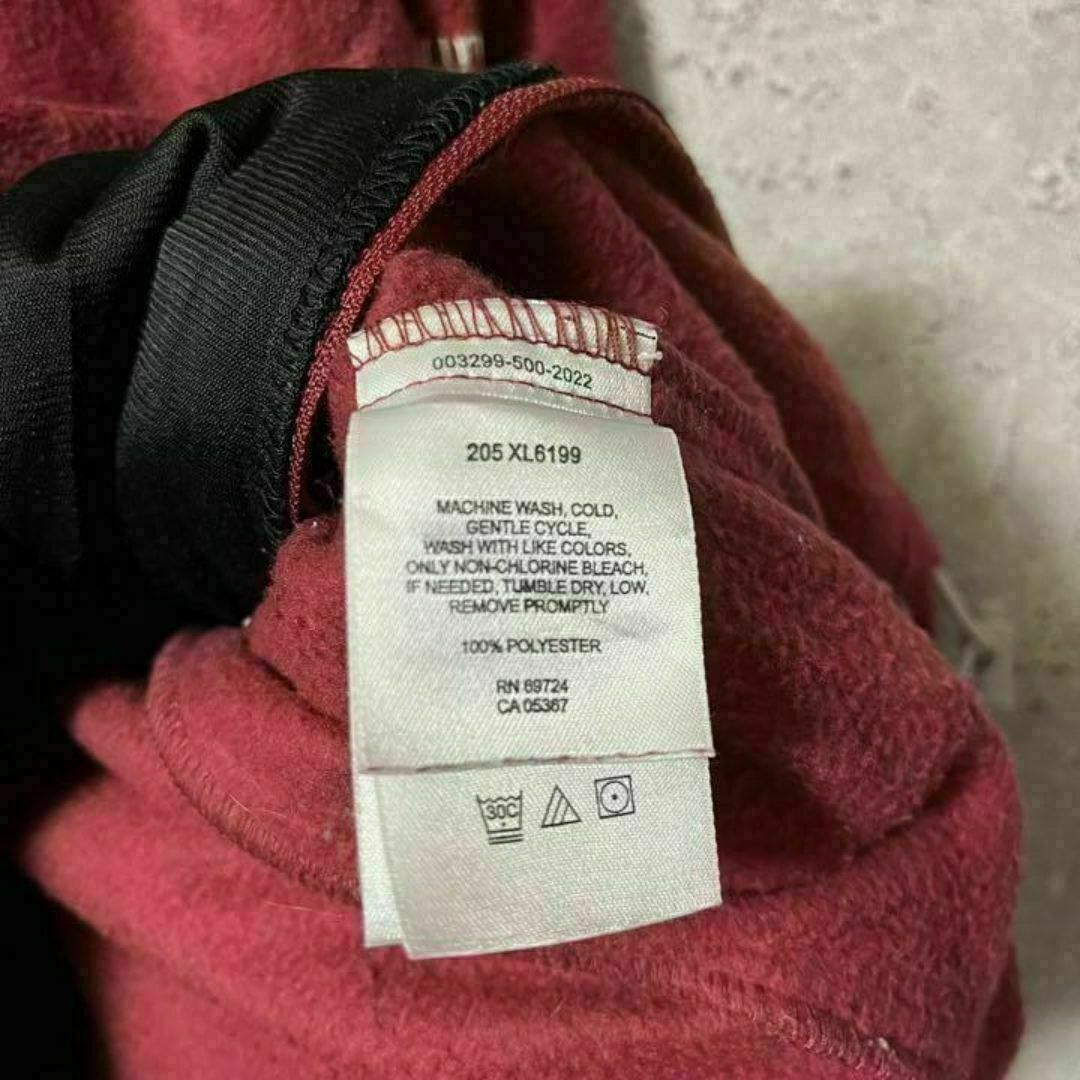 003299-500-2022
205 XL6199
MACHINE WASH, COLD,
GENTLE CYCLE,
WASH WITH LIKE COLORS,
ONLY NON-CHLORINE BLEACH,
IF NEEDED, TUMBLE DRY, LOW,
REMOVE PROMPTLY
100% POLYESTER
RN 69724
CA 05367
30C